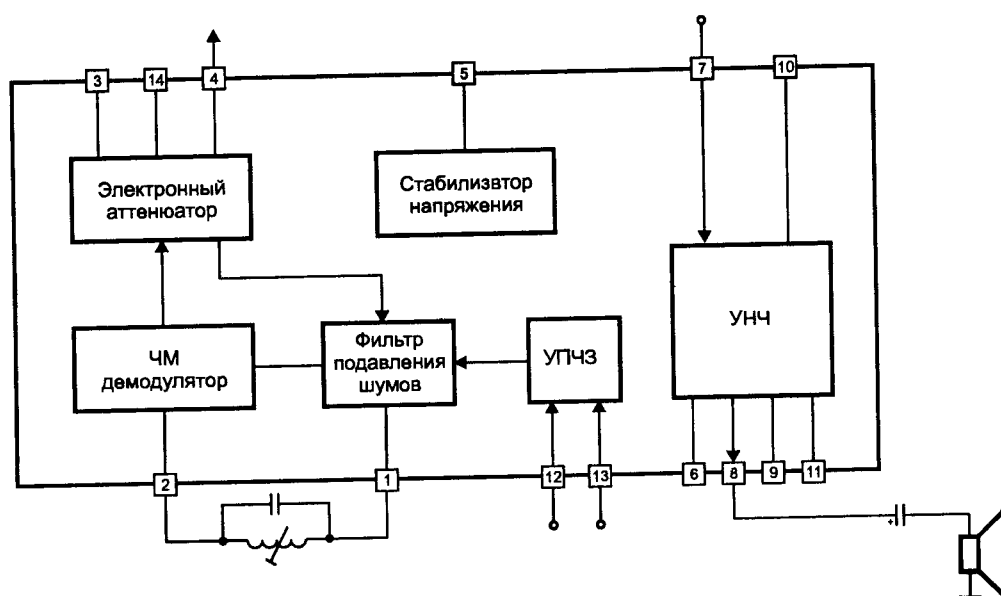 3
14
4
5
7
10
Электронный
аттенюатор
Стабилизвтор
напряжения
УНЧ
ЧМ
демодулятор
Фильтр
подавления
шумов
УПЧЗ
2
1
12
13
6
8
9
11
+